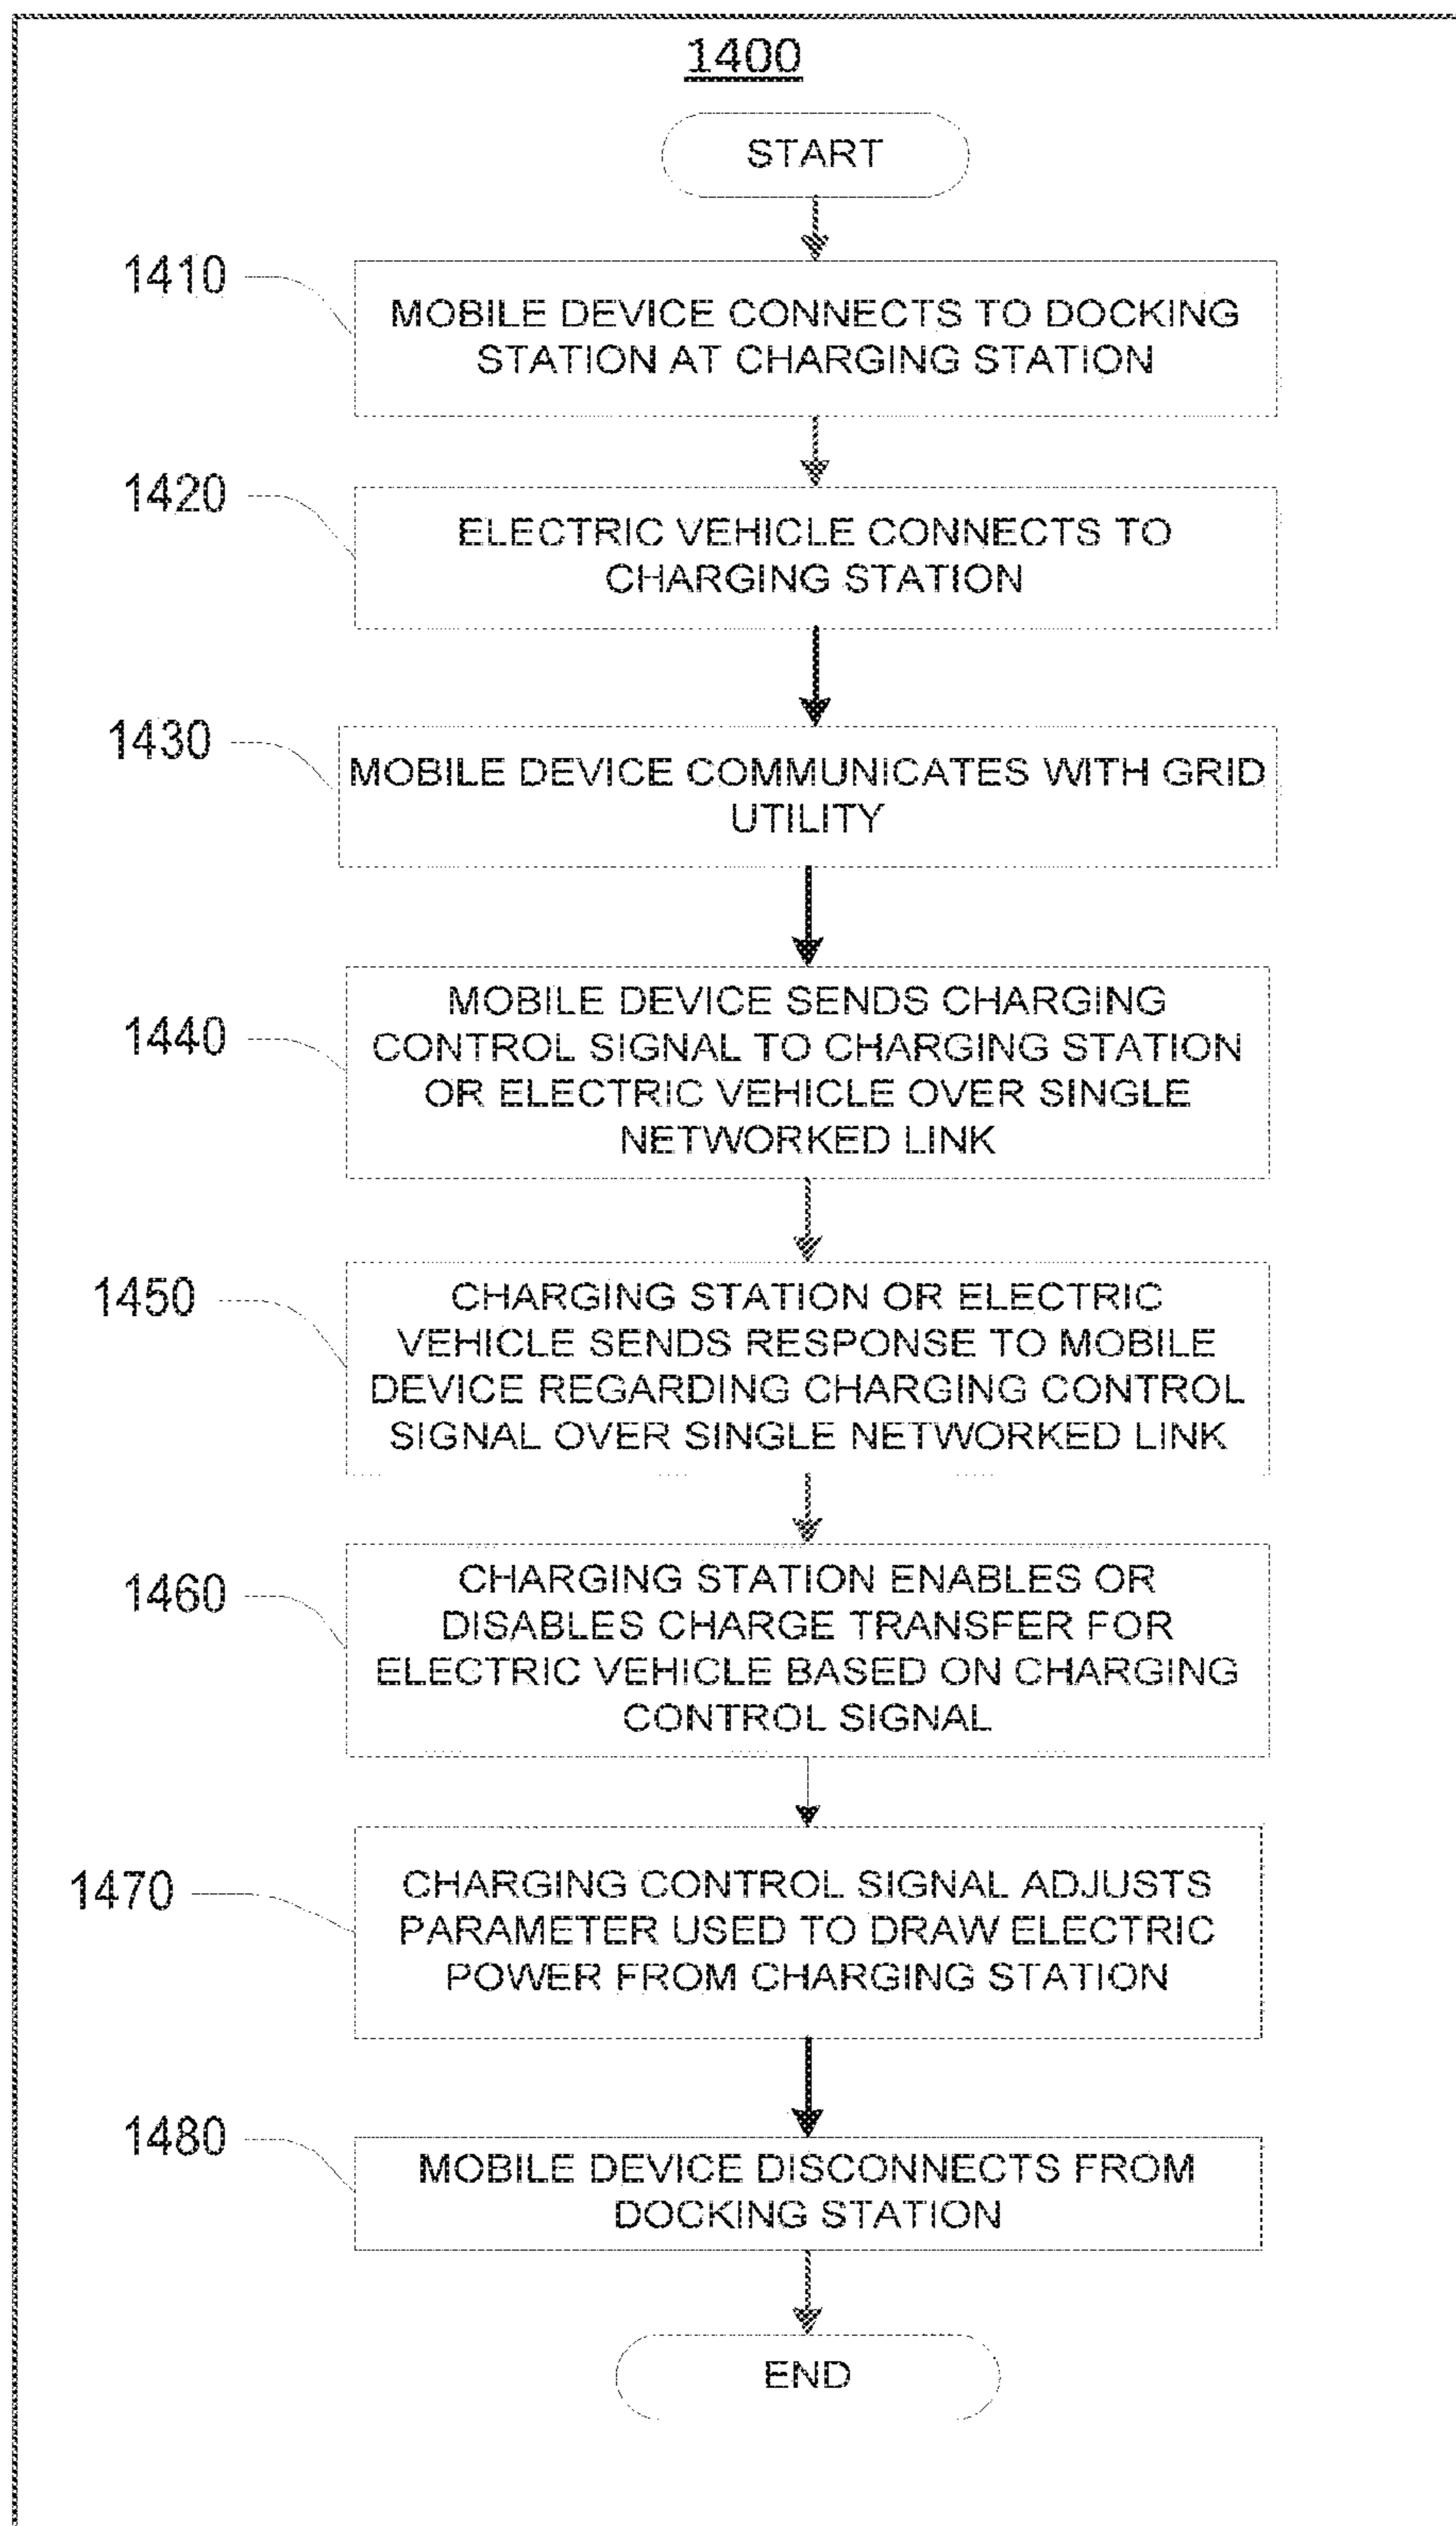 1400
START
1410
MOBILE DEVICE CONNECTS TO DOCKING
STATION AT CHARGING STATION
1420
ELECTRIC VEHICLE CONNECTS TO
CHARGING STATION
1430
MOBILE DEVICE COMMUNICATES WITH GRID
UTILITY
1440
MOBILE DEVICE SENDS CHARGING
CONTROL SIGNAL TO CHARGING STATION
OR ELECTRIC VEHICLE OVER SINGLE
NETWORKED LINK
1450
CHARGING STATION OR ELECTRIC
VEHICLE SENDS RESPONSE TO MOBILE
DEVICE REGARDING CHARGING CONTROL
SIGNAL OVER SINGLE NETWORKED LINK
1460
CHARGING STATION ENABLES OR
DISABLES CHARGE TRANSFER FOR
ELECTRIC VEHICLE BASED ON CHARGING
CONTROL SIGNAL
1470
CHARGING CONTROL SIGNAL ADJUSTS
PARAMETER USED TO DRAW ELECTRIC
POWER FROM CHARGING STATION
1480
MOBILE DEVICE DISCONNECTS FROM
DOCKING STATION
END